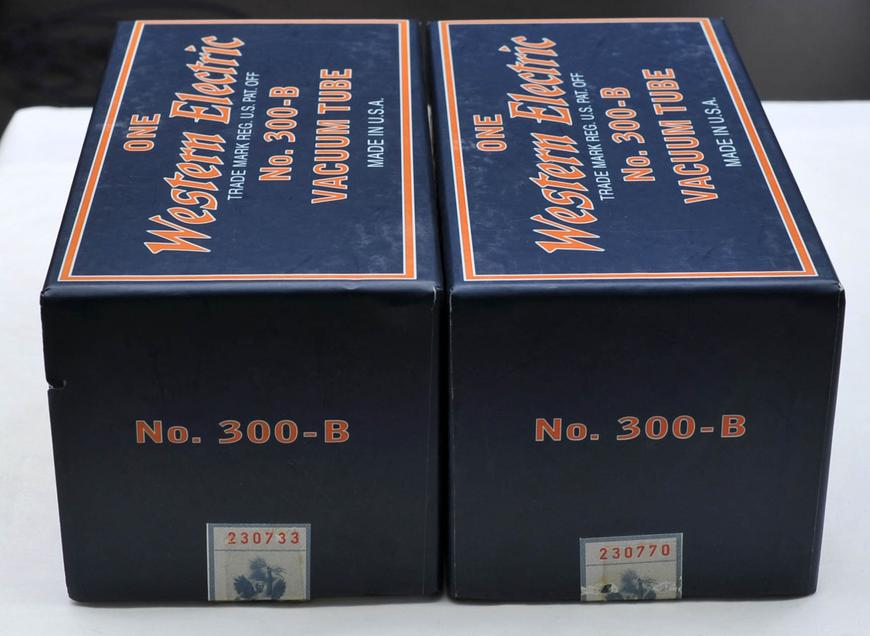 ONE
Western Electric
TRADE MARK REG. U.S. PAT. OFF
No. 300-B
VACUUM TUBE
MADE IN U.S.A.
No. 300-B
230733
ONE
Western Electric
TRADE MARK REG. U.S. PAT. OFF
No. 300-B
VACUUM TUBE
MADE IN U.S.A.
No. 300-B
230770